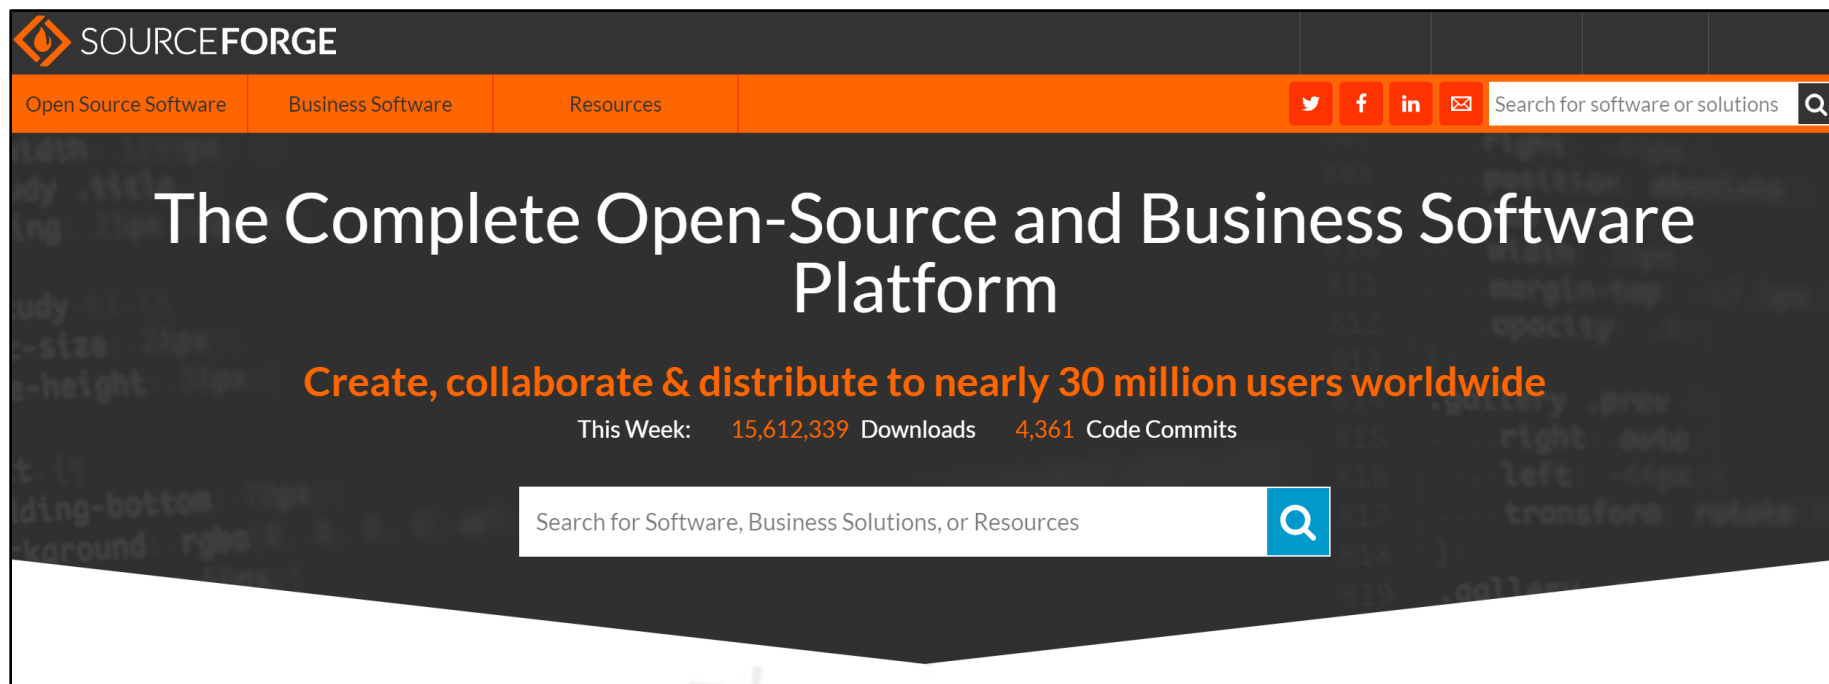 SOURCEFORGE
Open Source Software Business Software Resources
f in Search for software or solutions
The Complete Open-Source and Business Software
Platform
Create, collaborate & distribute to nearly 30 million users worldwide
This Week: 15,612,339 Downloads 4,361 Code Commits
Search for Software, Business Solutions, or Resources